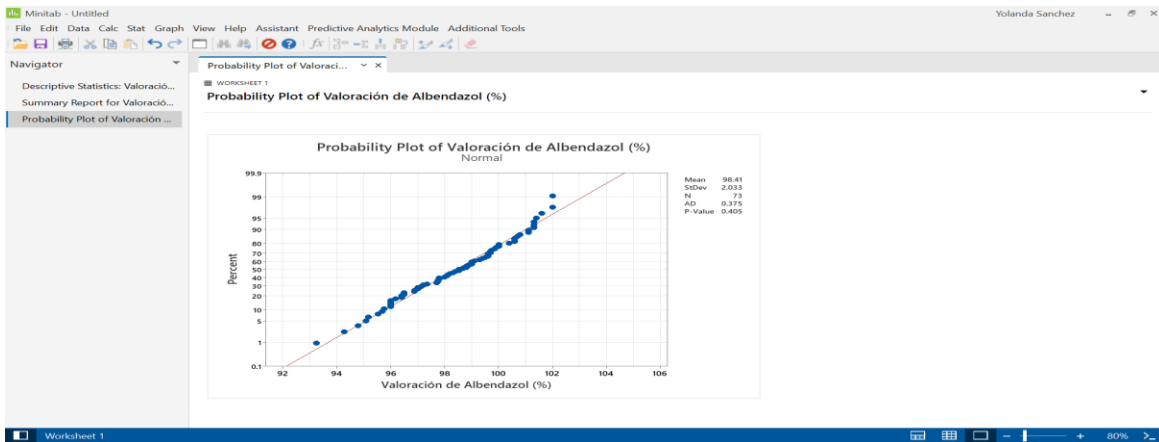 Minitab - Untitled
Yolanda Sanchez
File Edit Data Calc Stat Graph View Help Assistant Predictive Analytics Module Additional Tools
Navigator
Descriptive Statistics: Valoració...
Summary Report for Valoració...
Probability Plot of Valoración ...
Probability Plot of Valoraci...
WORKSHEET 1
Probability Plot of Valoración de Albendazol (%)
Probability Plot of Valoración de Albendazol (%)
Normal
Mean 98.41
StDev 2.033
N 73
AD 0.375
P-Value 0.405
Percent
99.9
99
95
90
80
70
60
50
40
30
20
10
5
1
0.1
92 94 96 98 100 102 104 106
Valoración de Albendazol (%)
Worksheet 1
80%